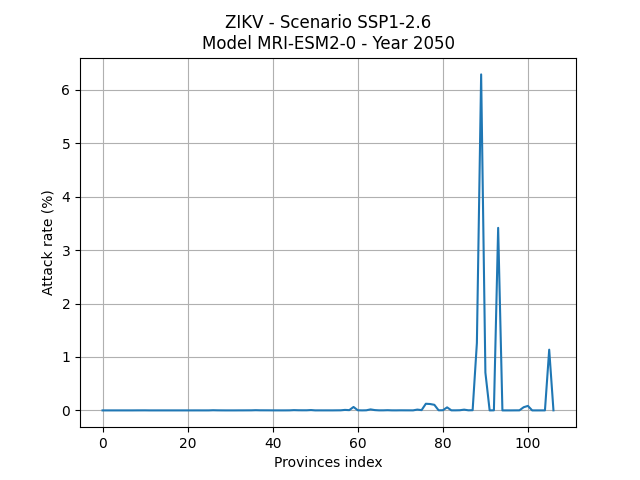 ZIKV - Scenario SSP1-2.6
Model MRI-ESM2-0 - Year 2050
Attack rate (%)
6
5
4
3
2
1
0
0 20 40 60 80 100
Provinces index